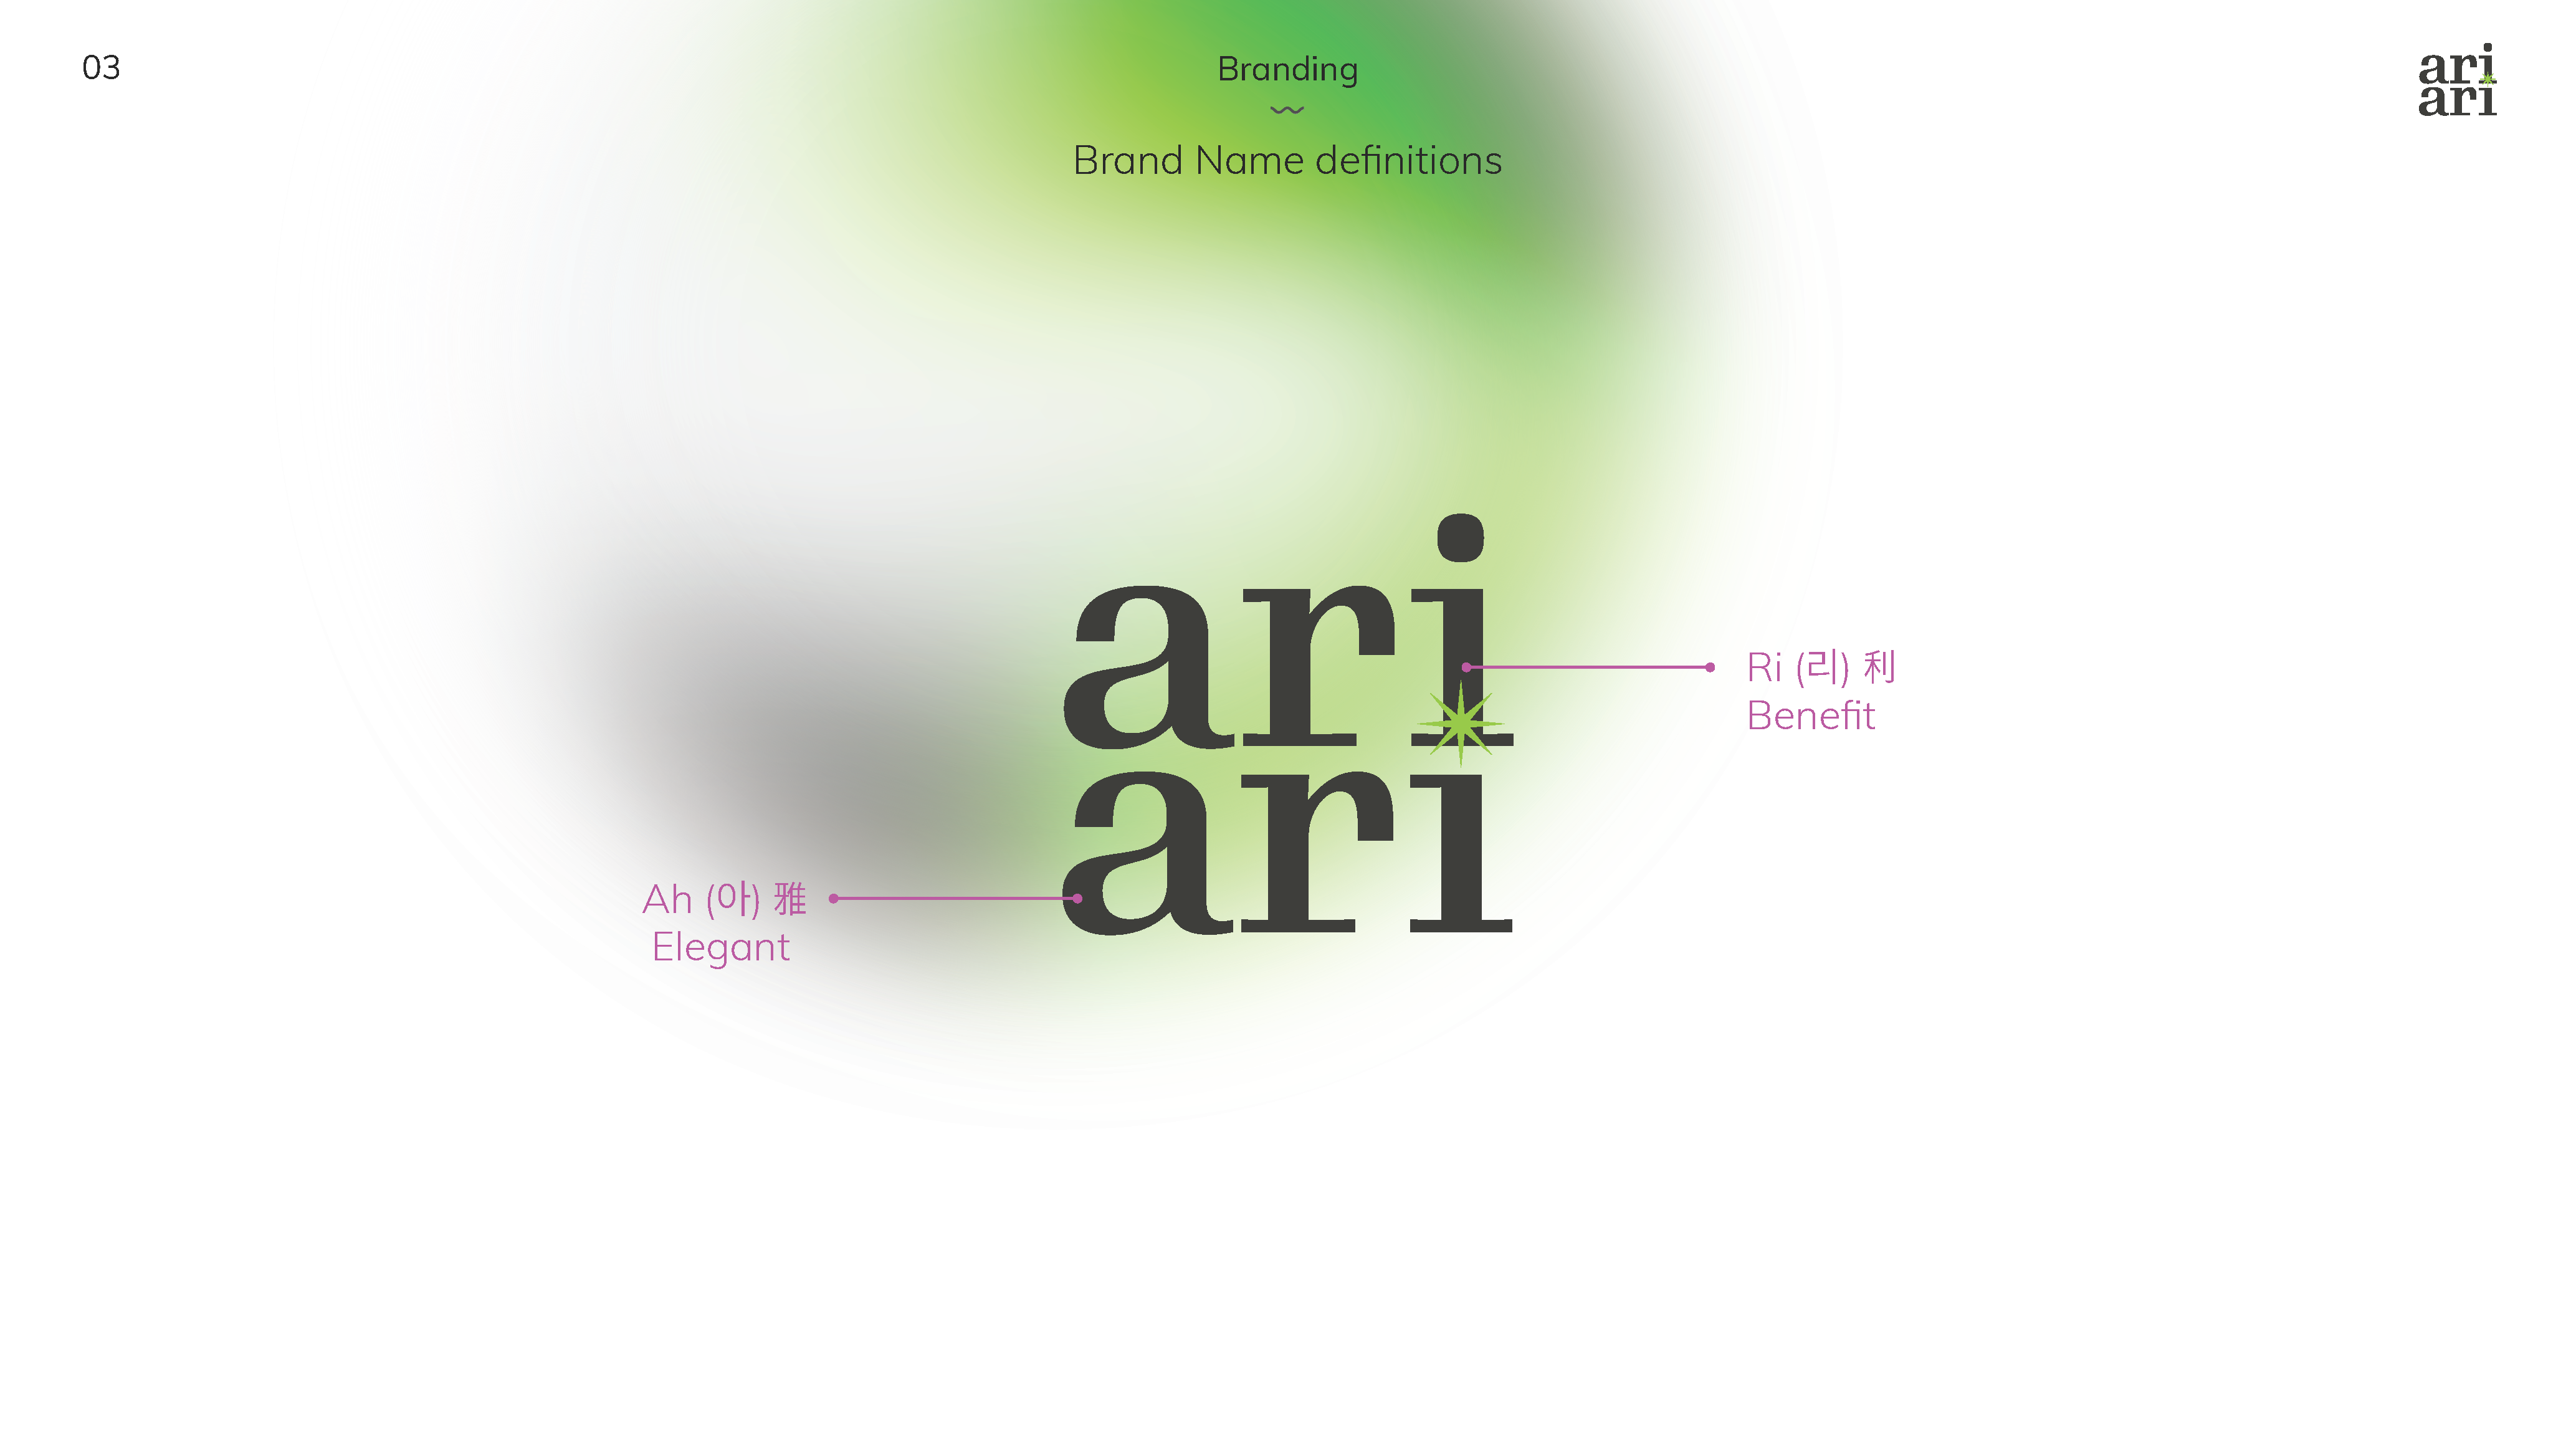 03
Branding
Brand Name definitions
ari
ari
ari
ari
Ri (리) 利
Benefit
Ah (아) 雅
Elegant